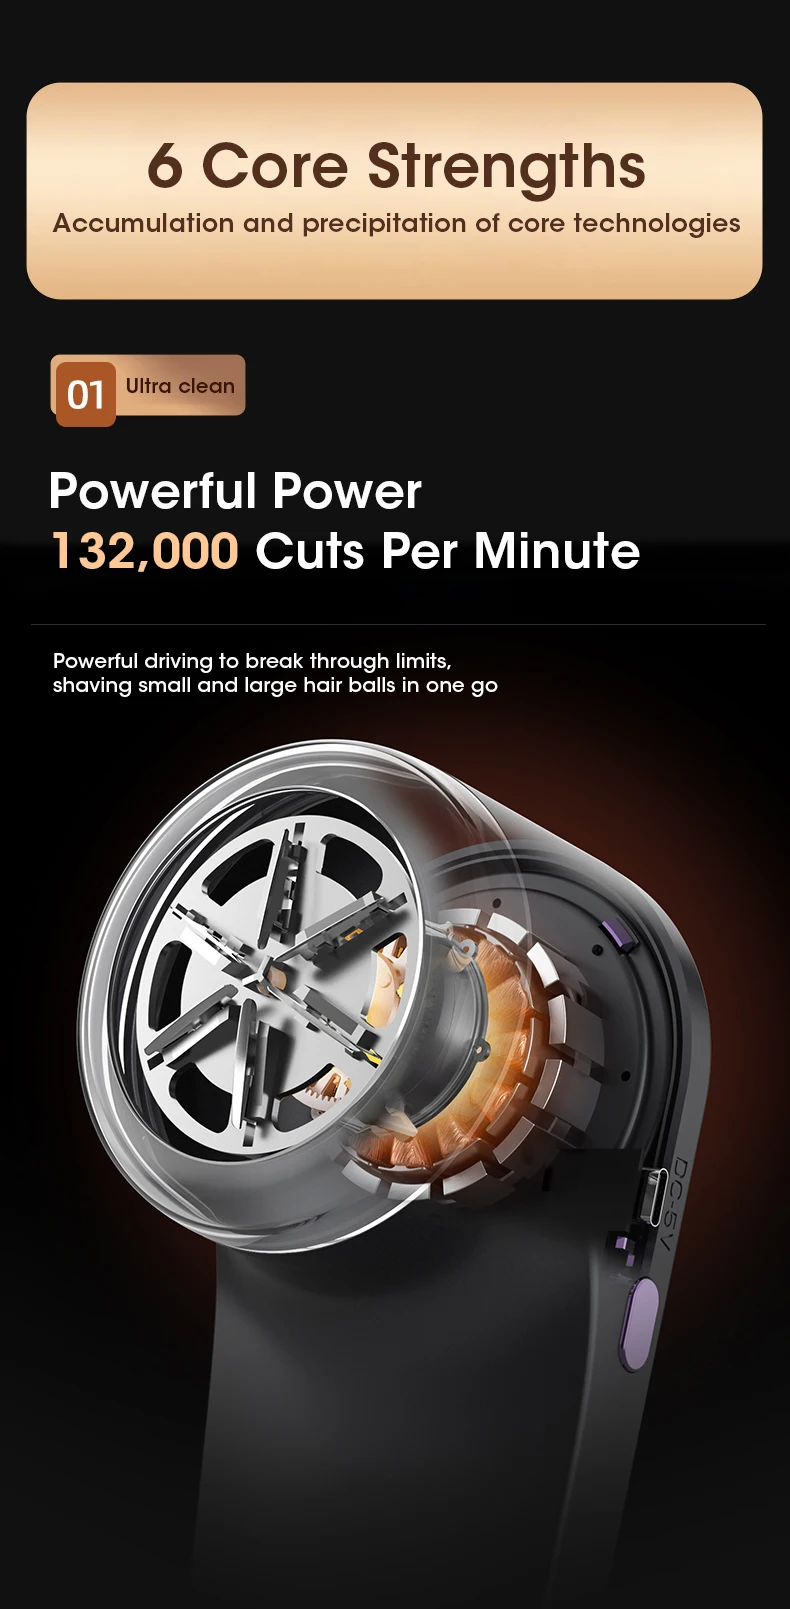 6 Core Strengths
Accumulation and precipitation of core technologies
01
Ultra clean
Powerful Power
132,000 Cuts Per Minute
Powerful driving to break through limits,
shaving small and large hair balls in one go
DC-5V